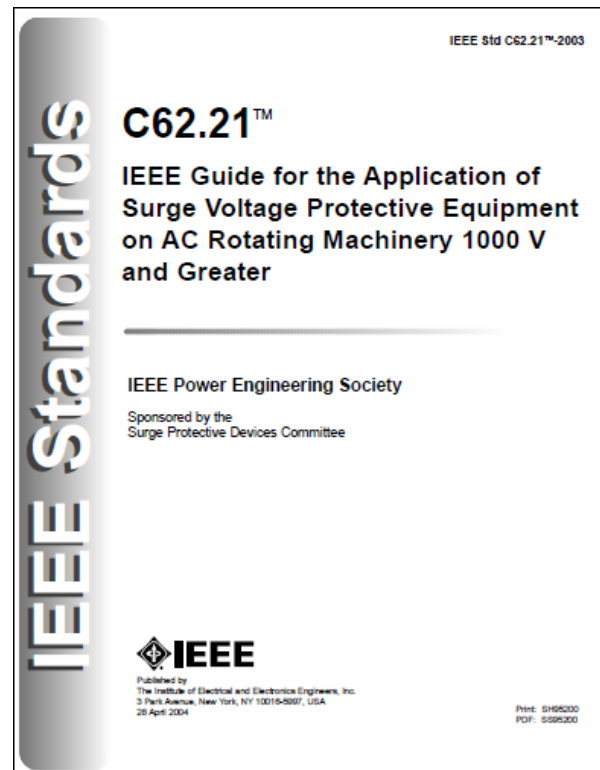 IEEE Std C62.21™-2003
IEEE Standards
C62.21™
IEEE Guide for the Application of
Surge Voltage Protective Equipment
on AC Rotating Machinery 1000 V
and Greater
IEEE Power Engineering Society
Sponsored by the
Surge Protective Devices Committee
IEEE
Published by
The Institute of Electrical and Electronics Engineers, Inc.
3 Park Avenue, New York, NY 10016-5997, USA
28 April 2004
Print: SH95200
PDF: SS95200